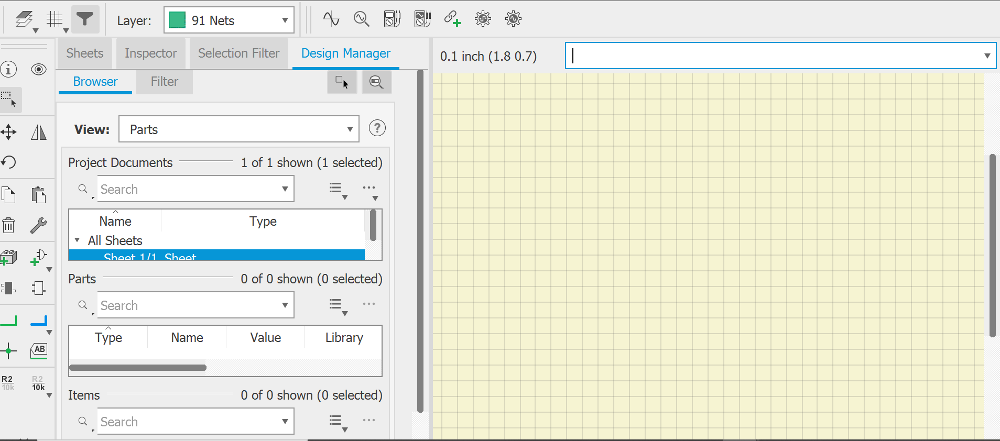 Layer: 91 Nets
Sheets Inspector Selection Filter Design Manager
0.1 inch (1.8 0.7)
Browser Filter
View: Parts
Project Documents 1 of 1 shown (1 selected)
Search
Name Type
All Sheets
Sheet 1/1, Sheet
Parts 0 of 0 shown (0 selected)
Search
Type Name Value Library
Items 0 of 0 shown (0 selected)
Search
AB
R2 R2
10k 10k